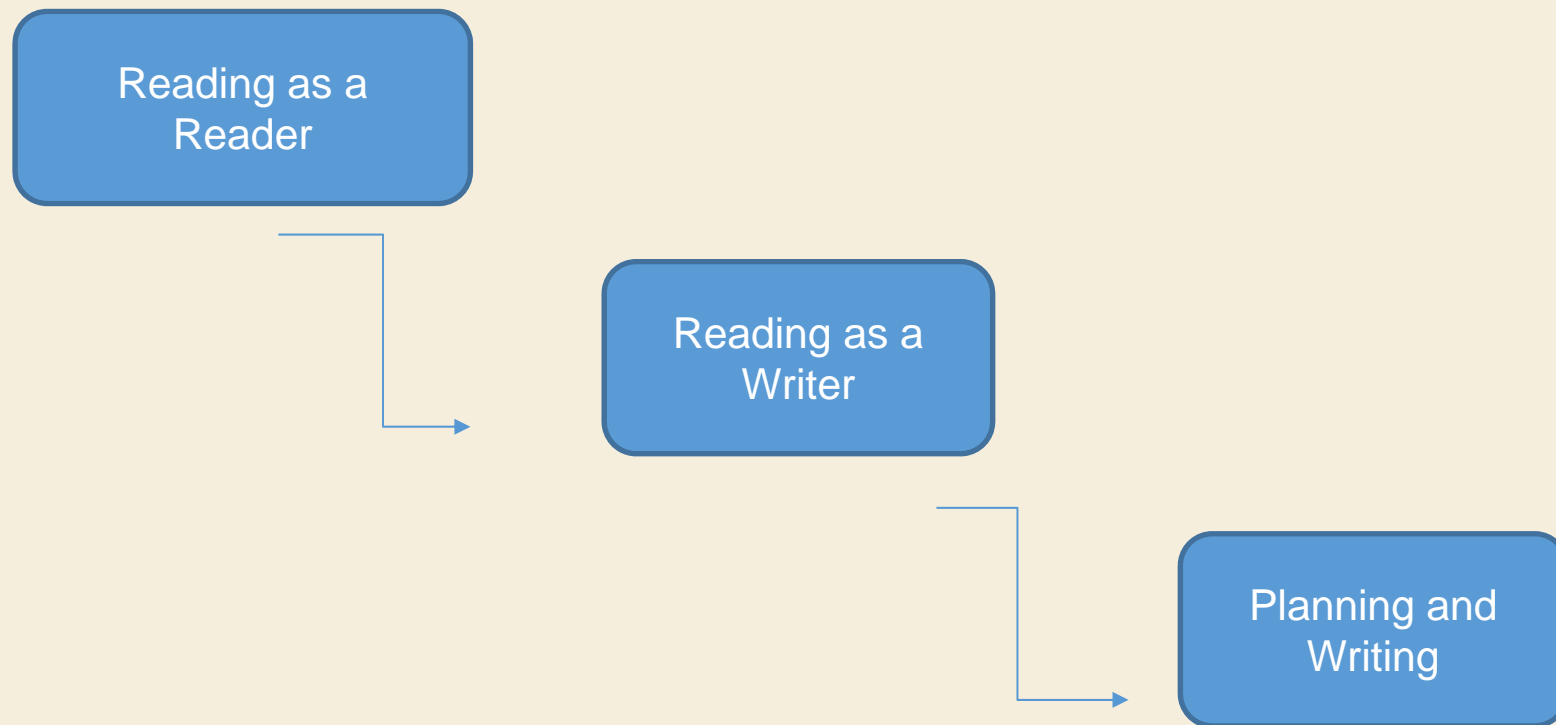 Reading as a
Reader
Reading as a
Writer
Planning and
Writing